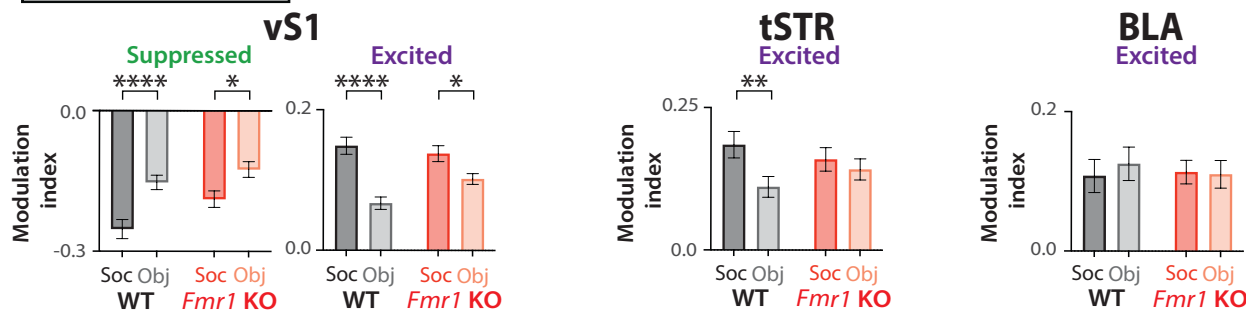 vS1
tSTR
BLA
Suppressed
Excited
Excited
Excited
**** *
**** *
**
0.0
-0.3
Modulation
index
0.2
0.0
0.25
0.0
Modulation
index
0.2
0.0
Modulation
index
Soc Obj Soc Obj
WT Fmr1 KO
Soc Obj Soc Obj
WT Fmr1 KO
Soc Obj Soc Obj
WT Fmr1 KO
Soc Obj Soc Obj
WT Fmr1 KO